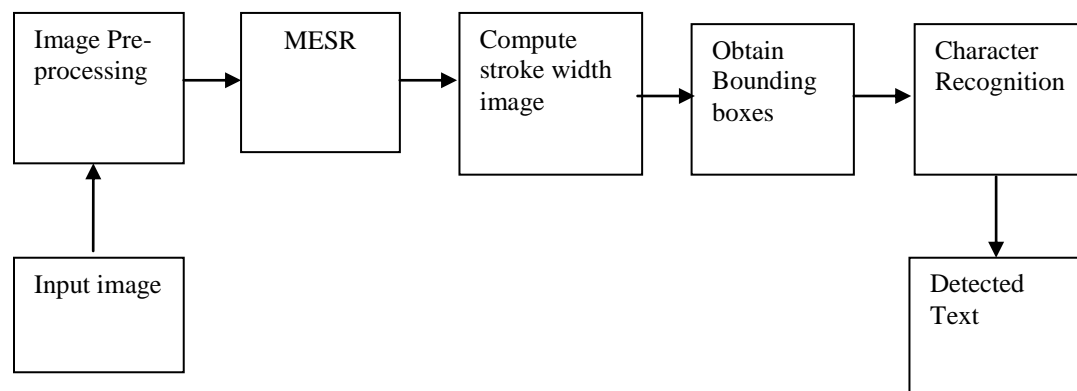 Image Pre-
processing
MESR
Compute
stroke width
image
Obtain
Bounding
boxes
Character
Recognition
Input image
Detected
Text